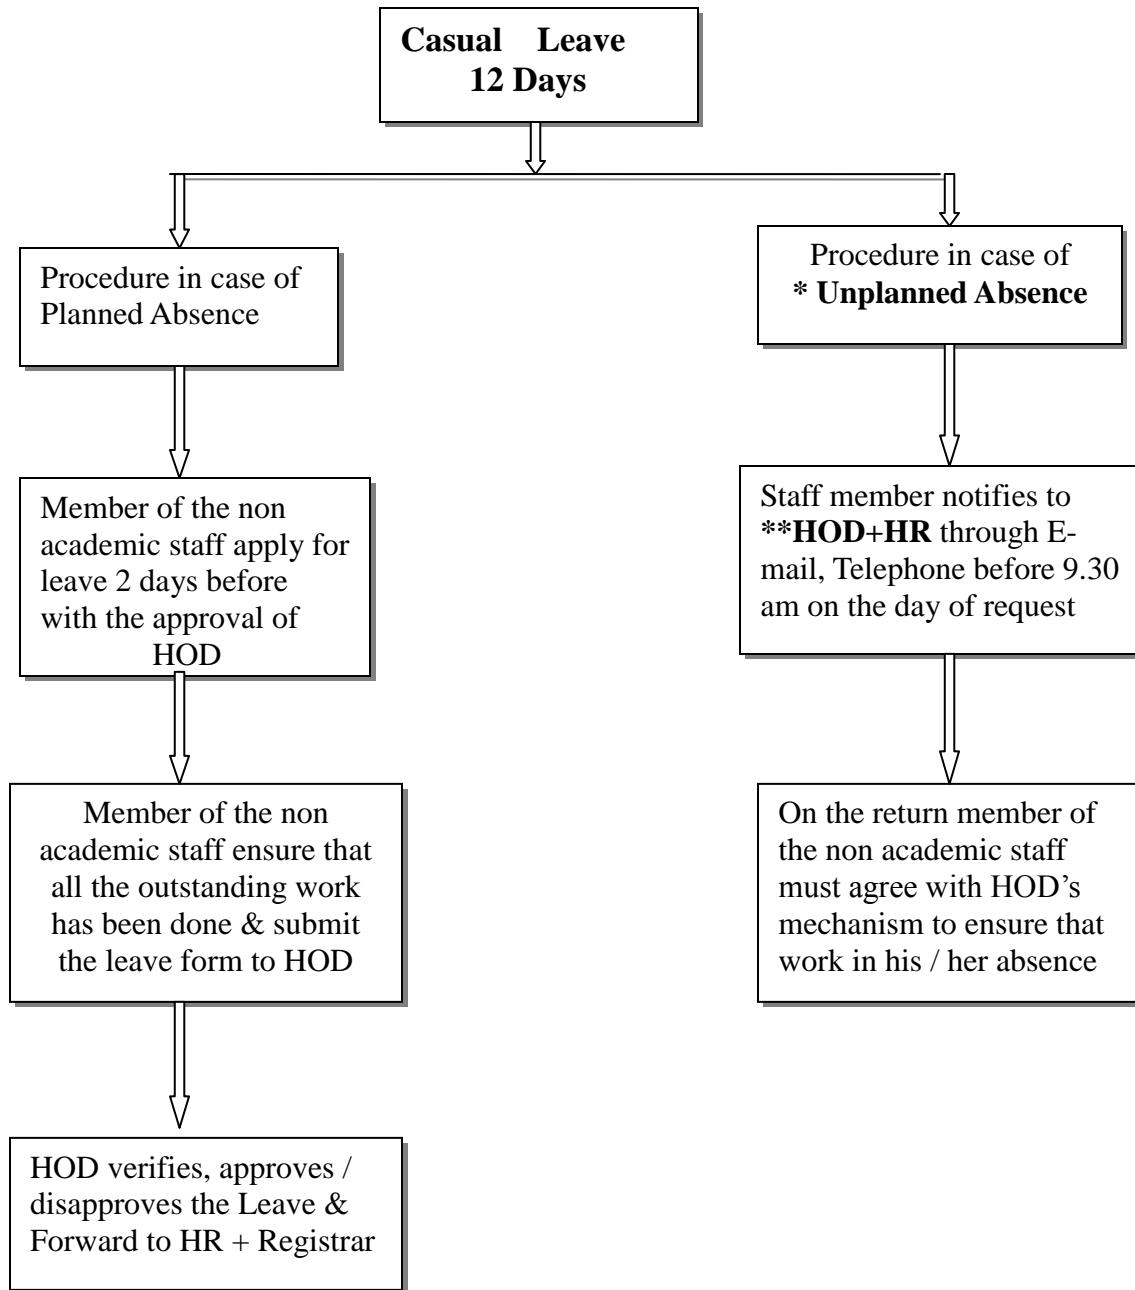 Casual Leave
12 Days
Procedure in case of
Planned Absence
Member of the non
academic staff apply for
leave 2 days before
with the approval of
HOD
Member of the non
academic staff ensure that
all the outstanding work
has been done & submit
the leave form to HOD
HOD verifies, approves /
disapproves the Leave &
Forward to HR + Registrar
Procedure in case of
* Unplanned Absence
Staff member notifies to
**HOD+HR through E-
mail, Telephone before 9.30
am on the day of request
On the return member of
the non academic staff
must agree with HOD’s
mechanism to ensure that
work in his / her absence